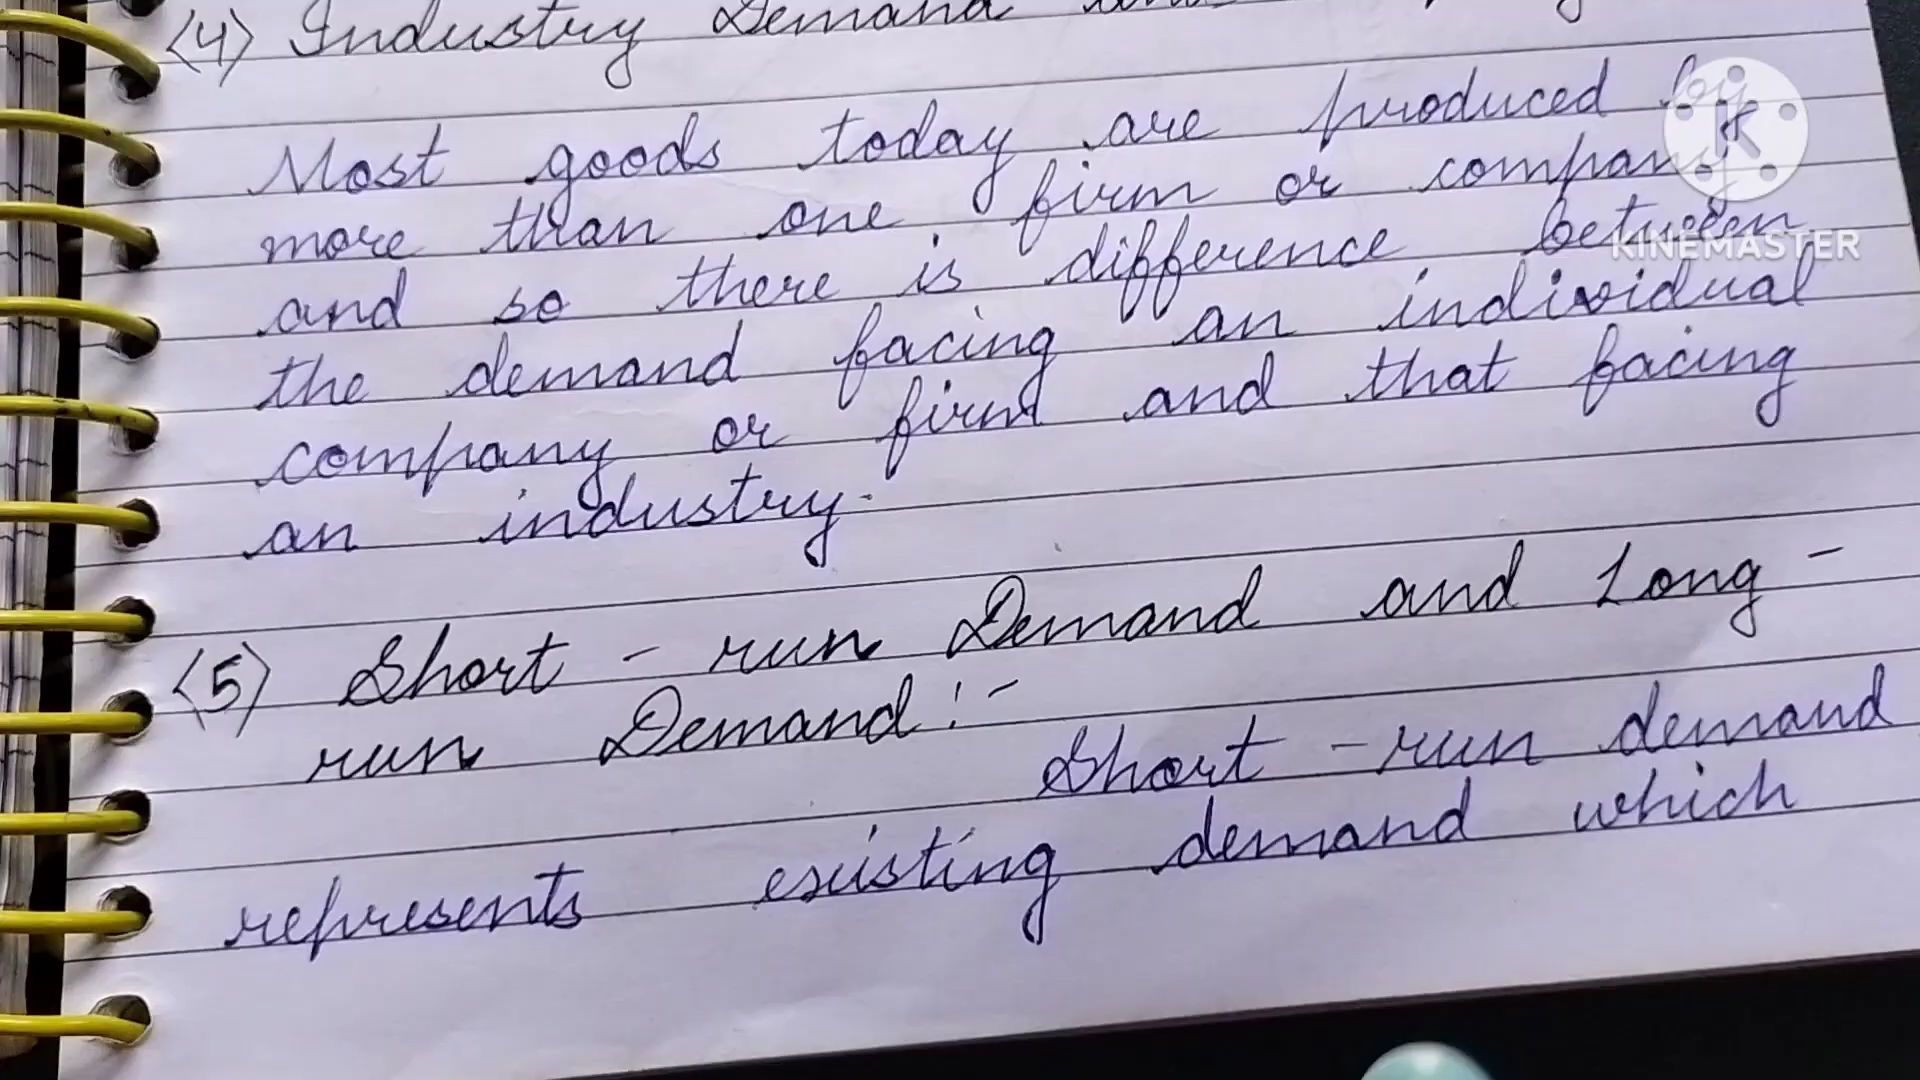 (4) Industry Demand
Most goods today are produced by
more than one firm or company
and so there is difference between
the demand facing an individual
company or firm and that facing
an industry.
(5) Short - run Demand and Long -
run Demand :-
Short - run demand
represents existing demand which
KINEMASTER